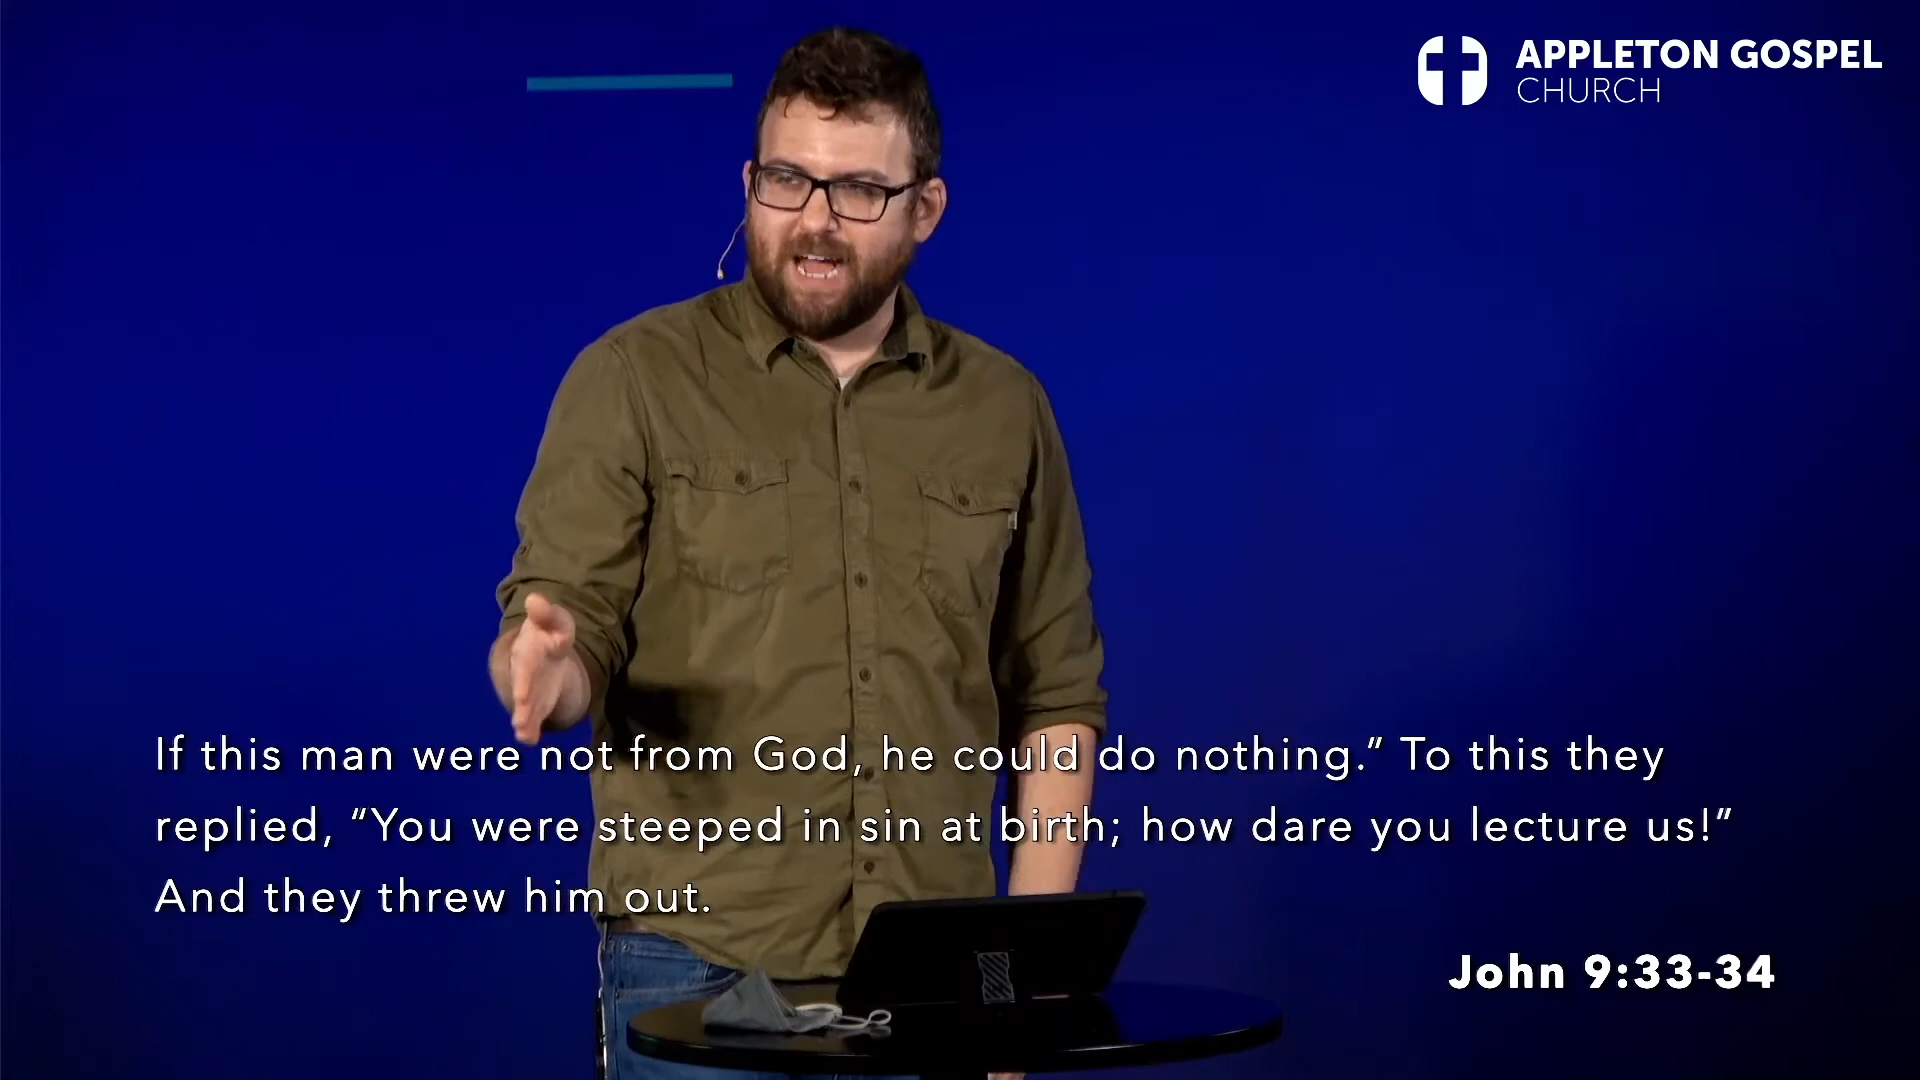 APPLETON GOSPEL
CHURCH
If this man were not from God, he could do nothing.” To this they
replied, “You were steeped in sin at birth; how dare you lecture us!”
And they threw him out.
John 9:33-34